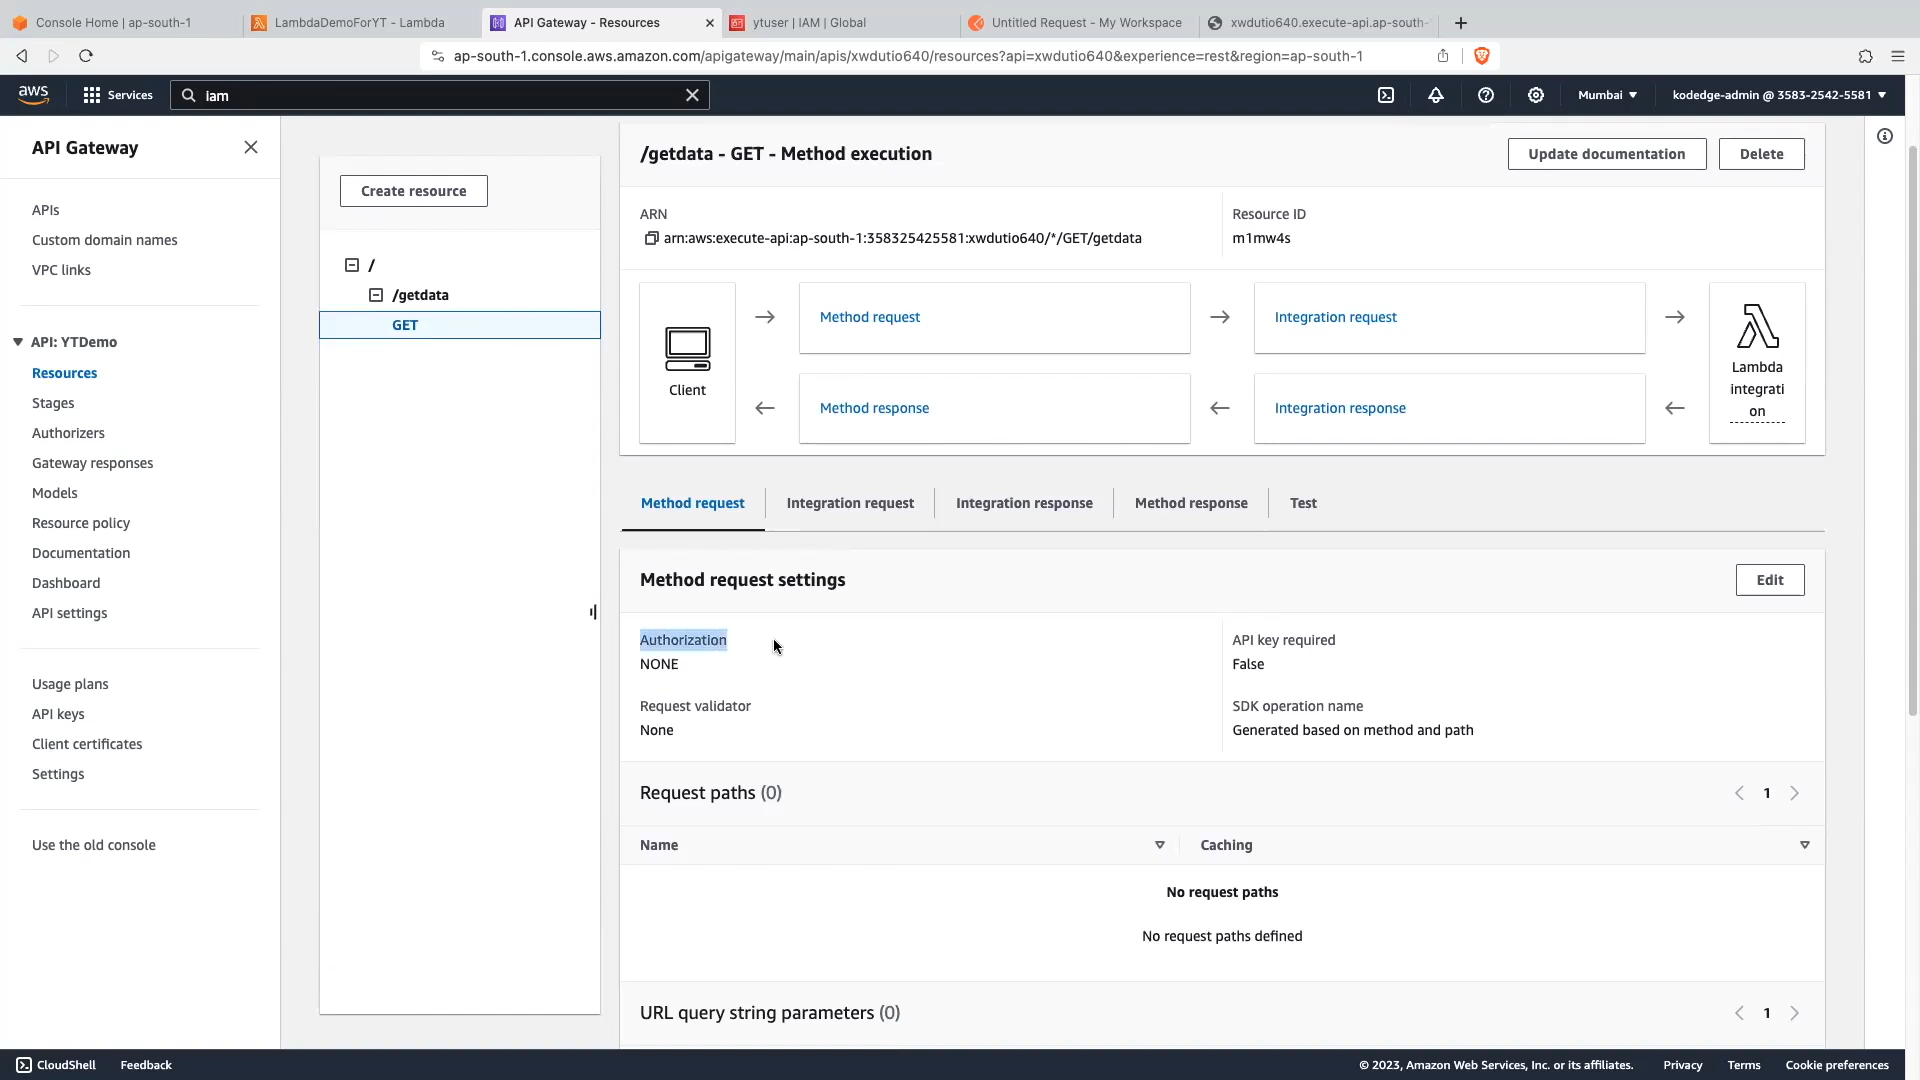 Console Home | ap-south-1
LambdaDemoForYT - Lambda
API Gateway - Resources
ytuser | IAM | Global
Untitled Request - My Workspace
xwdutio640.execute-api.ap-south-
ap-south-1.console.aws.amazon.com/apigateway/main/apis/xwdutio640/resources?api=xwdutio640&experience=rest&region=ap-south-1
aws
Services
iam
Mumbai
kodedge-admin @ 3583-2542-5581
API Gateway
APIs
Custom domain names
VPC links
API: YTDemo
Resources
Stages
Authorizers
Gateway responses
Models
Resource policy
Documentation
Dashboard
API settings
Usage plans
API keys
Client certificates
Settings
Use the old console
Create resource
/
/getdata
GET
/getdata - GET - Method execution
Update documentation
Delete
ARN
arn:aws:execute-api:ap-south-1:358325425581:xwdutio640/*/GET/getdata
Resource ID
m1mw4s
Client
Method request
Integration request
Method response
Integration response
Lambda
integrati
on
Method request
Integration request
Integration response
Method response
Test
Method request settings
Edit
Authorization
NONE
API key required
False
Request validator
None
SDK operation name
Generated based on method and path
Request paths (0)
1
Name
Caching
No request paths
No request paths defined
URL query string parameters (0)
1
CloudShell
Feedback
© 2023, Amazon Web Services, Inc. or its affiliates.
Privacy
Terms
Cookie preferences